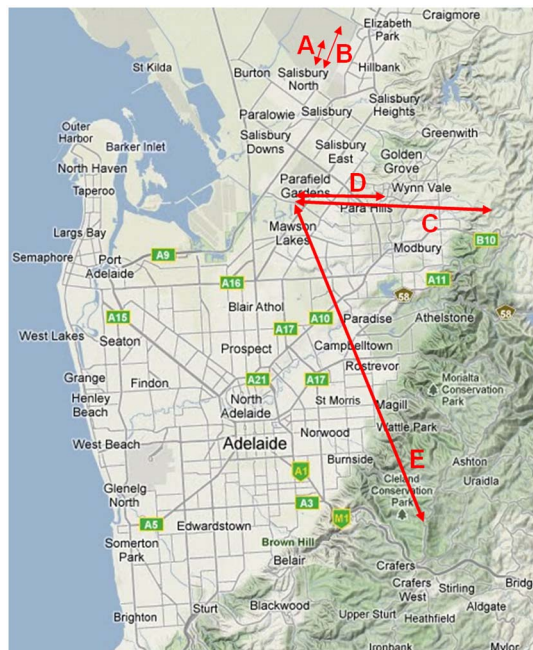 Craigmore
Elizabeth
Park
A
B
St Kilda
Burton
Salisbury
North
Hillbank
Paralowie
Salisbury
Salisbury
Heights
Outer
Harbor
Barker Inlet
Salisbury
Downs
Salisbury
East
Greenwith
Golden
Grove
North Haven
Taperoo
Parafield
Gardens
D
Wynn Vale
Para Hills
C
Largs Bay
Mawson
Lakes
B10
Modbury
Semaphore
Port
Adelaide
A9
A16
A11
58
Blair Athol
A10
Paradise
Athelstone
58
A15
A17
West Lakes
Seaton
Prospect
Campbelltown
Rostrevor
Grange
Findon
A21
A17
Morialta
Conservation
Park
Henley
Beach
North
Adelaide
St Morris
Magill
Wattle Park
West Beach
Adelaide
Norwood
Burnside
E
Ashton
Uraidla
A1
Cleland
Conservation
Park
Glenelg
North
A3
A5
Edwardstown
M1
Somerton
Park
Brown Hill
Belair
Crafers
Crafers
West
Stirling
Bridg
Aldgate
Sturt
Blackwood
Upper Sturt
Heathfield
Brighton
Ironbank
Mylor